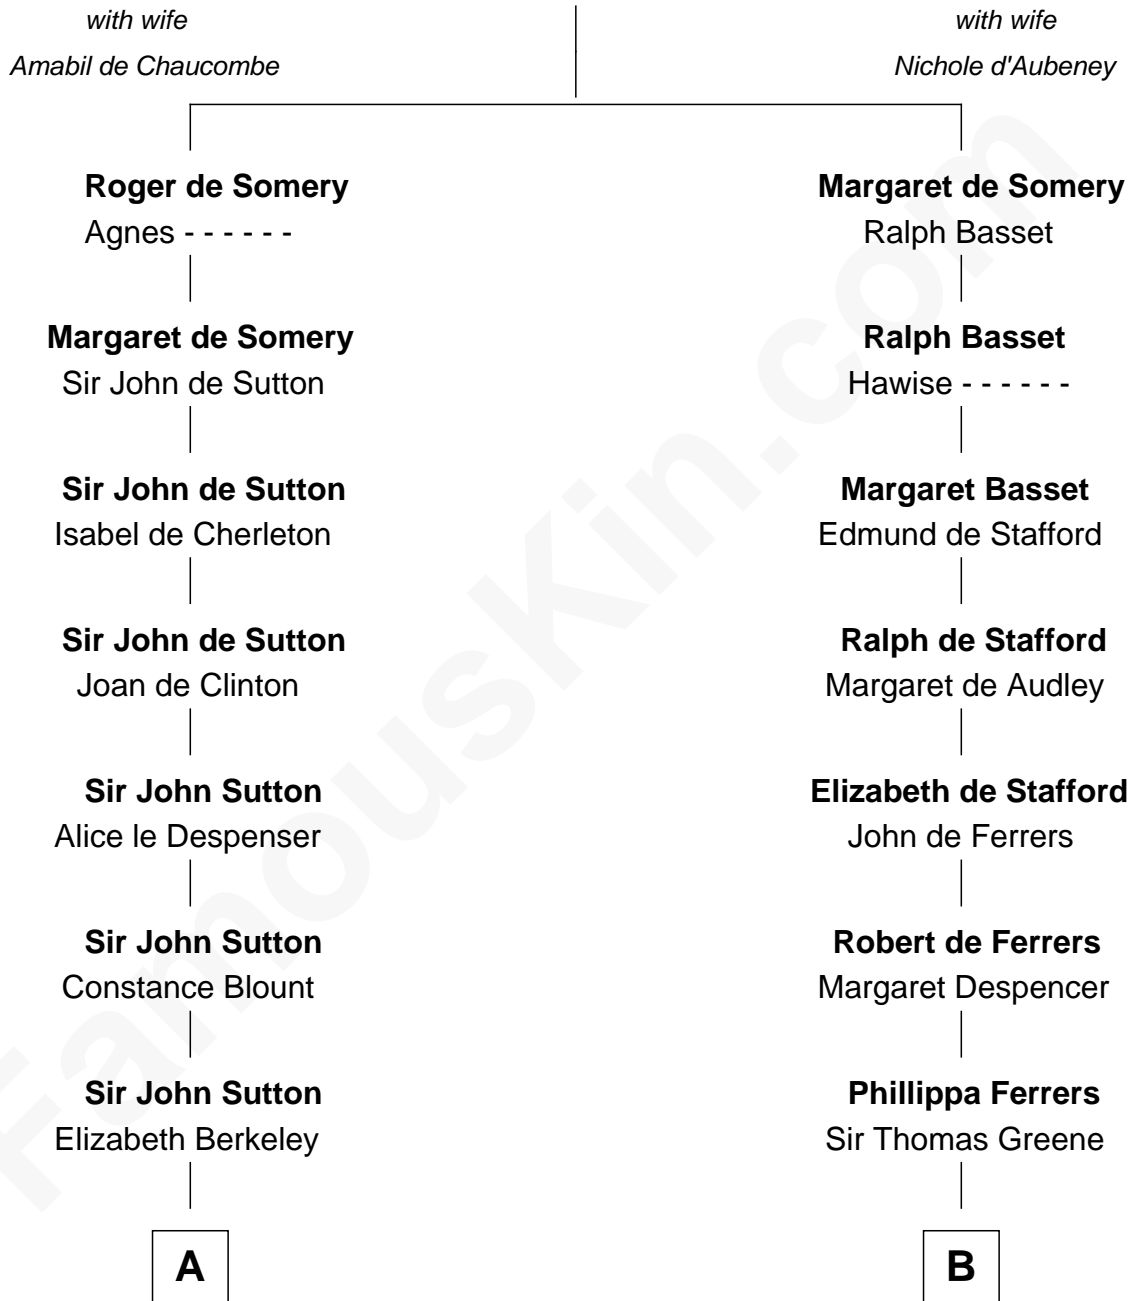 with wife
Amabil de Chaucombe
with wife
Nichole d'Aubeney
Roger de Somery
Agnes - - - - - -
Margaret de Somery
Ralph Basset
Margaret de Somery
Sir John de Sutton
Ralph Basset
Hawise - - - - - -
Sir John de Sutton
Isabel de Cherleton
Margaret Basset
Edmund de Stafford
Sir John de Sutton
Joan de Clinton
Ralph de Stafford
Margaret de Audley
Sir John Sutton
Alice le Despenser
Elizabeth de Stafford
John de Ferrers
Sir John Sutton
Constance Blount
Robert de Ferrers
Margaret Despencer
Sir John Sutton
Elizabeth Berkeley
Phillippa Ferrers
Sir Thomas Greene
A
B
FamousKin.com